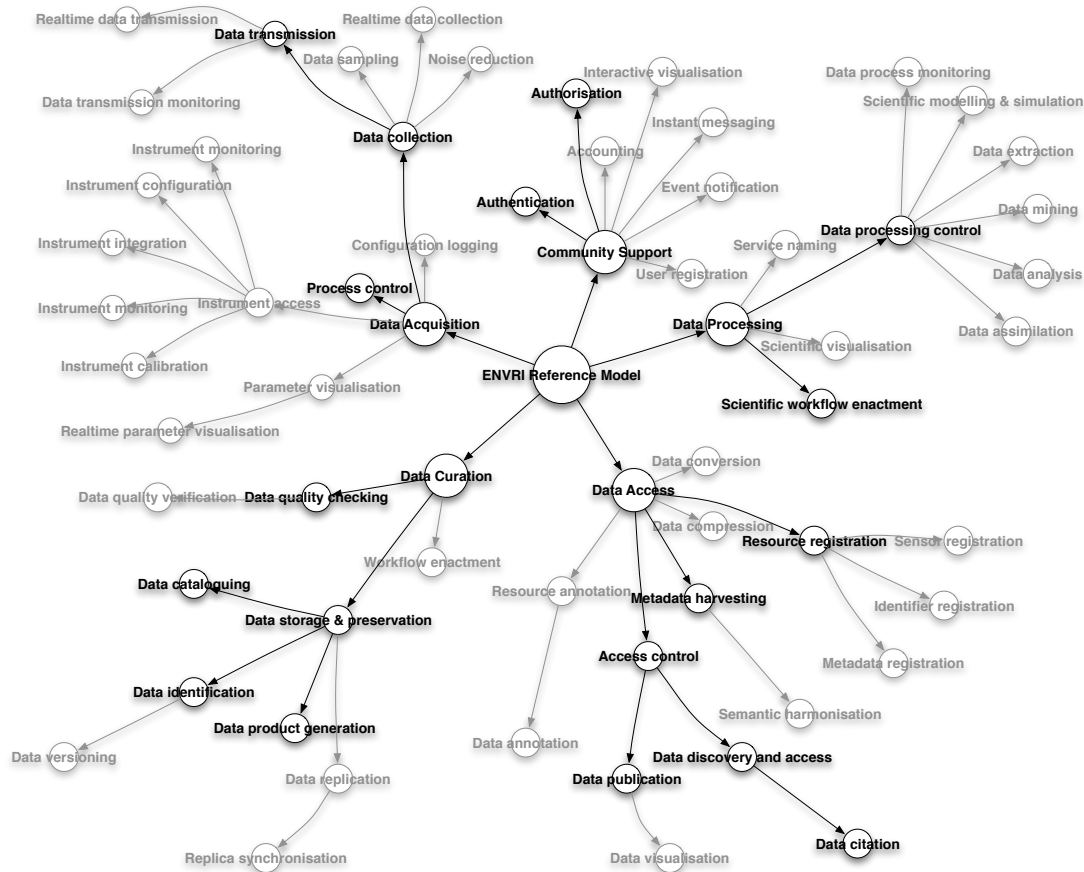 Realtime data transmission
Realtime data collection
Data transmission
Data sampling
Noise reduction
Interactive visualisation
Data process monitoring
Authorisation
Scientific modelling & simulation
Data transmission monitoring
Instant messaging
Data collection
Instrument monitoring
Accounting
Data extraction
Instrument configuration
Event notification
Authentication
Data mining
Data processing control
Instrument integration
Configuration logging
Community Support
Service naming
User registration
Data analysis
Process control
Instrument monitoring
Instrument access
Data Acquisition
Data Processing
Data assimilation
Scientific visualisation
Instrument calibration
ENVRI Reference Model
Parameter visualisation
Scientific workflow enactment
Realtime parameter visualisation
Data conversion
Data Curation
Data Access
Data quality verification
Data quality checking
Data compression
Resource registration
Sensor registration
Workflow enactment
Data cataloguing
Resource annotation
Metadata harvesting
Identifier registration
Data storage & preservation
Access control
Metadata registration
Data identification
Semantic harmonisation
Data product generation
Data annotation
Data versioning
Data discovery and access
Data replication
Data publication
Data citation
Replica synchronisation
Data visualisation